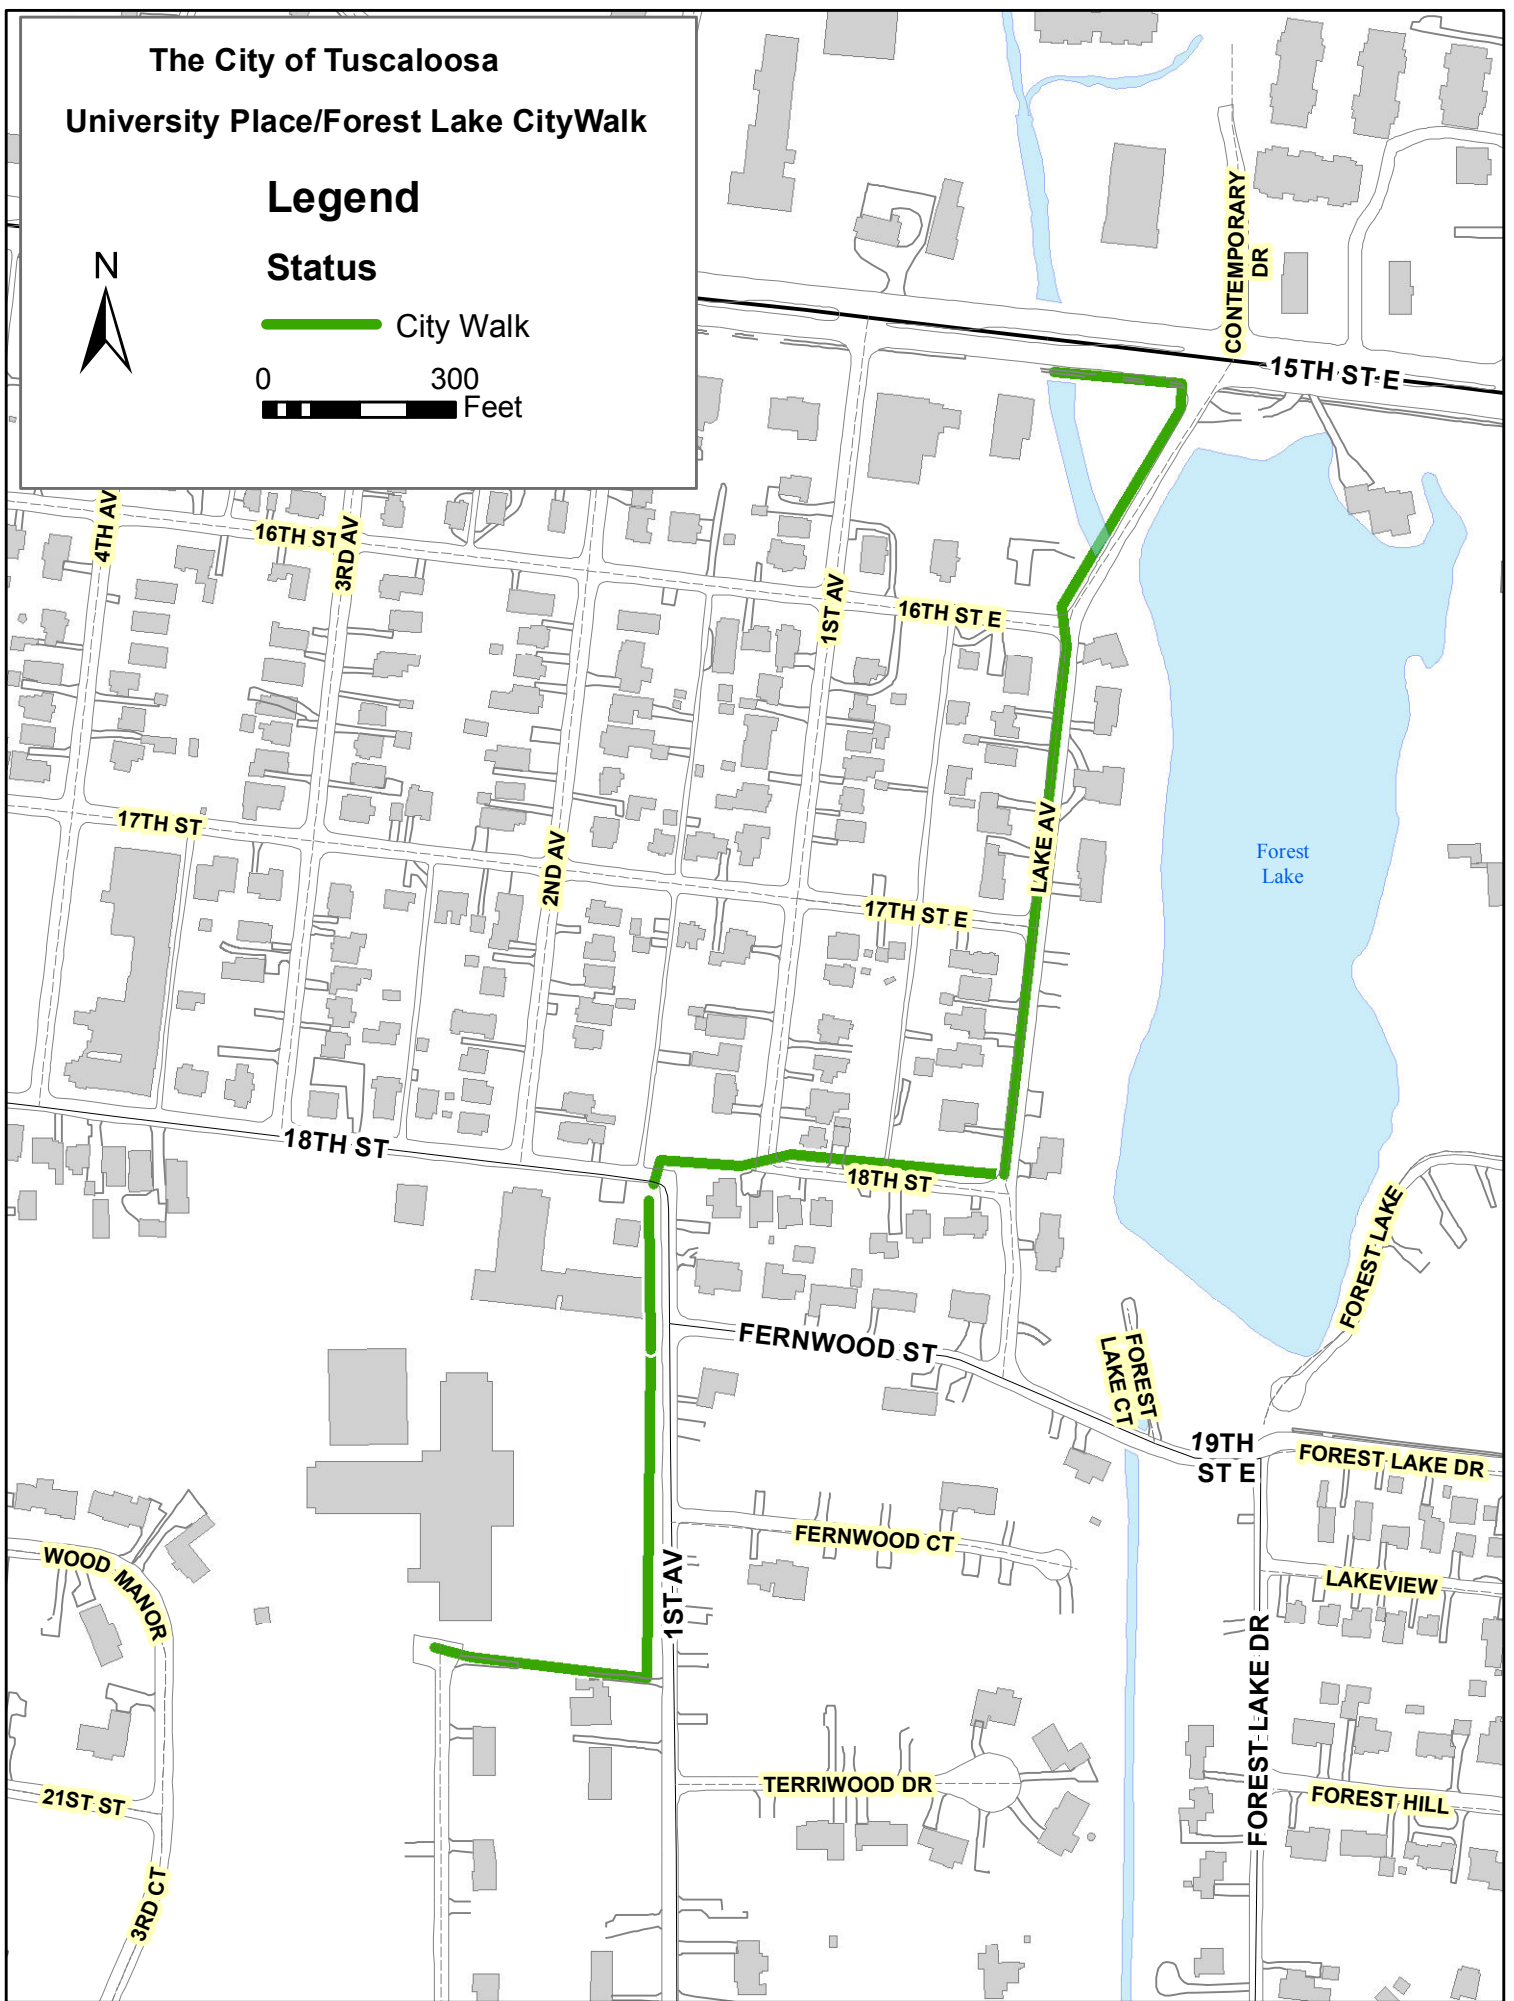 The City of Tuscaloosa
University Place/Forest Lake CityWalk
Legend
N
Status
City Walk
0 300
Feet
CONTEMPORARY
DR
15TH ST E
4TH AV
16TH ST
3RD AV
1ST AV
16TH ST E
17TH ST
2ND AV
LAKE AV
17TH ST E
Forest
Lake
18TH ST
18TH ST
FOREST LAKE
FERNWOOD ST
FOREST
LAKE CT
19TH
ST E
FOREST LAKE DR
FERNWOOD CT
WOOD MANOR
LAKEVIEW
1ST AV
FOREST LAKE DR
TERRIWOOD DR
21ST ST
FOREST HILL
3RD CT